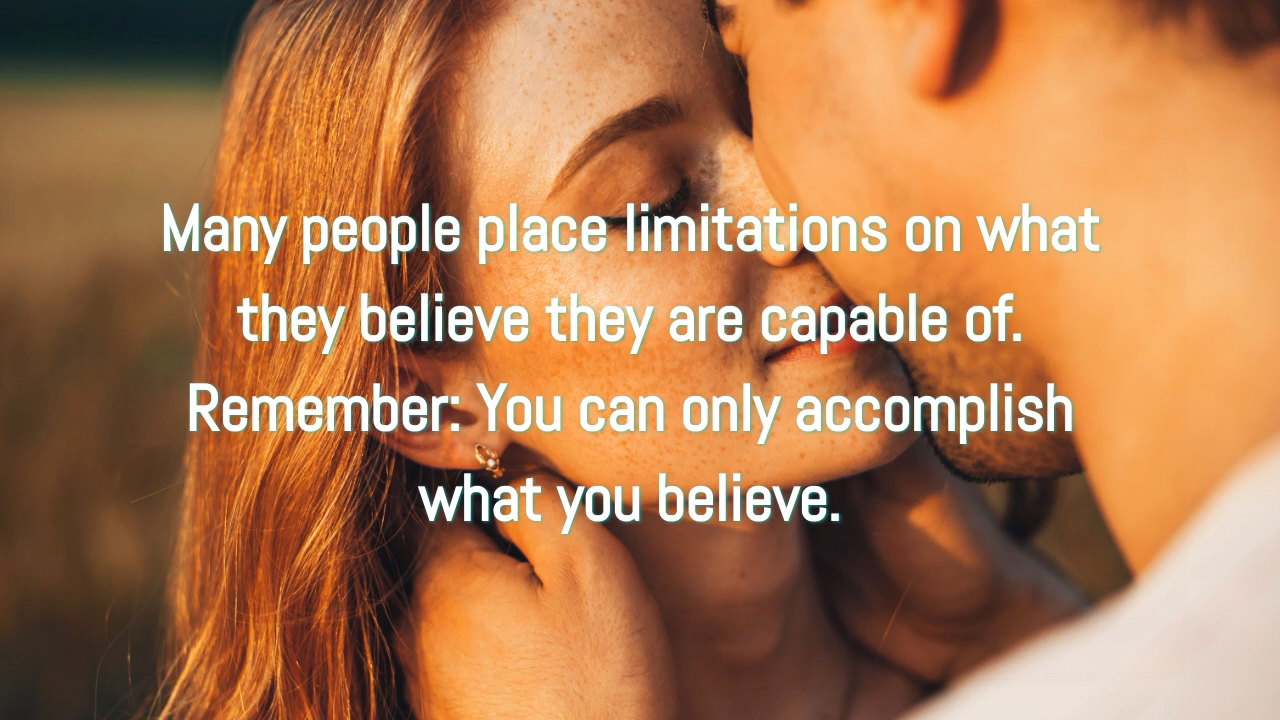 Many people place limitations on what
they believe they are capable of.
Remember: You can only accomplish
what you believe.